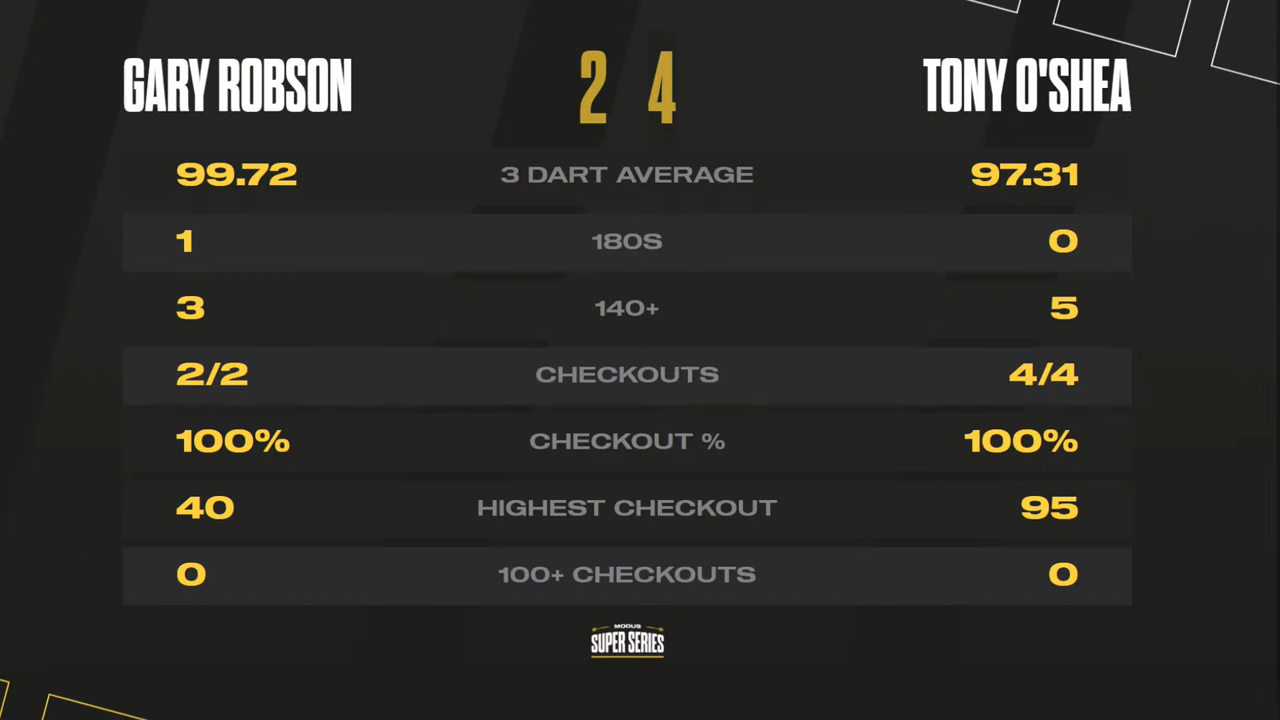 GARY ROBSON 2 4 TONY O'SHEA
99.72 3 DART AVERAGE 97.31
1 180S 0
3 140+ 5
2/2 CHECKOUTS 4/4
100% CHECKOUT % 100%
40 HIGHEST CHECKOUT 95
0 100+ CHECKOUTS 0
MODUS
SUPER SERIES